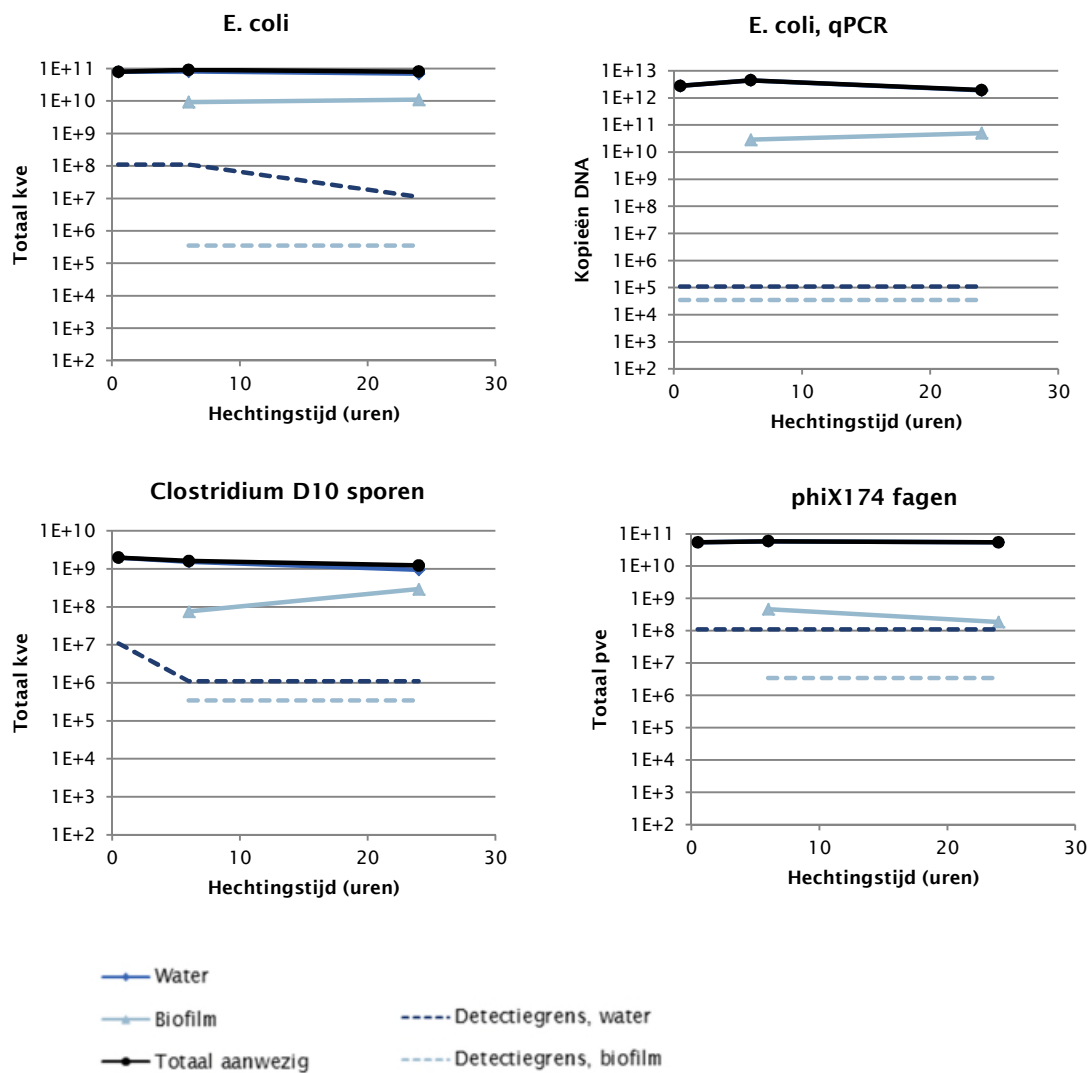 E. coli
Totaal kve
1E+11
1E+10
1E+9
1E+8
1E+7
1E+6
1E+5
1E+4
1E+3
1E+2
0 10 20 30
Hechtingstijd (uren)
E. coli, qPCR
Kopieën DNA
1E+13
1E+12
1E+11
1E+10
1E+9
1E+8
1E+7
1E+6
1E+5
1E+4
1E+3
1E+2
0 10 20 30
Hechtingstijd (uren)
Clostridium D10 sporen
Totaal kve
1E+10
1E+9
1E+8
1E+7
1E+6
1E+5
1E+4
1E+3
1E+2
0 10 20 30
Hechtingstijd (uren)
phiX174 fagen
Totaal pve
1E+11
1E+10
1E+9
1E+8
1E+7
1E+6
1E+5
1E+4
1E+3
1E+2
0 10 20 30
Hechtingstijd (uren)
Water
Biofilm
Totaal aanwezig
Detectiegrens, water
Detectiegrens, biofilm